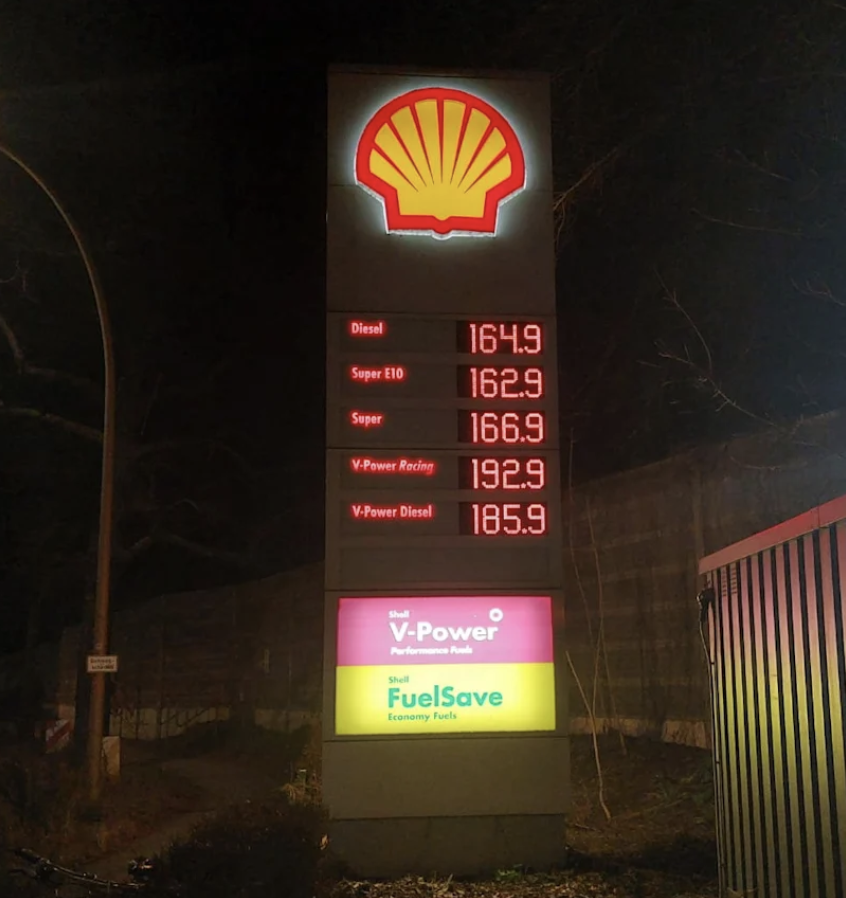 Diesel 164.9
Super E10 162.9
Super 166.9
V-Power Racing 192.9
V-Power Diesel 185.9
Shell
V-Power
Performance Fuels
Shell
FuelSave
Economy Fuels